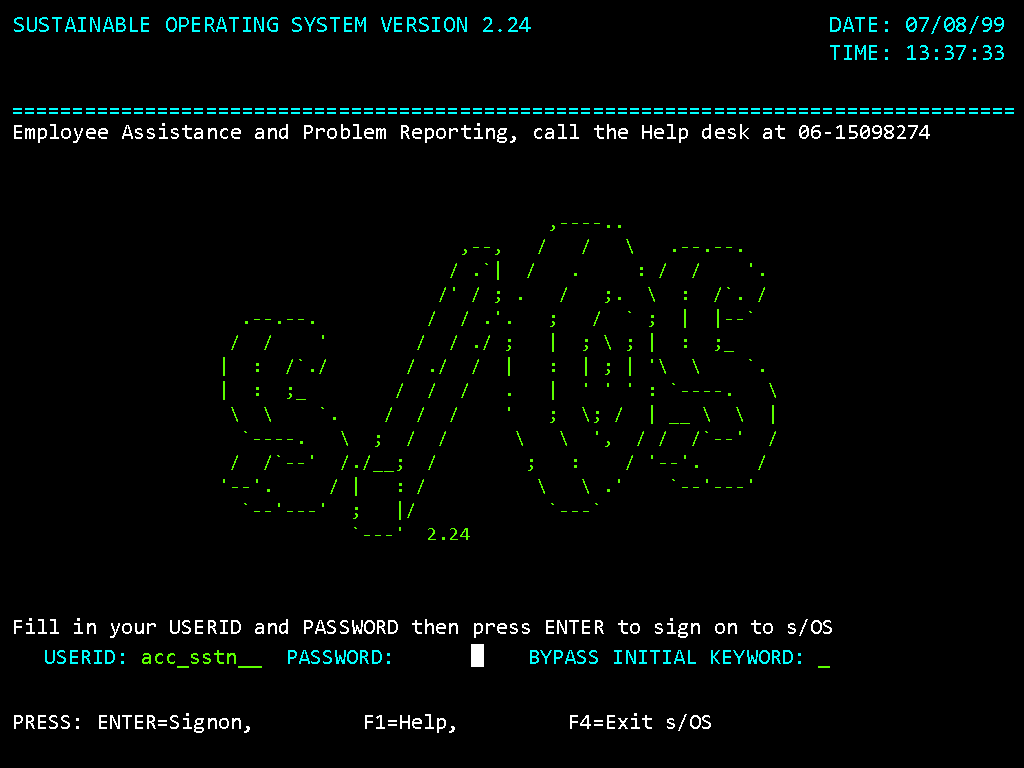 SUSTAINABLE OPERATING SYSTEM VERSION 2.24
DATE: 07/08/99
TIME: 13:37:33
Employee Assistance and Problem Reporting, call the Help desk at 06-15098274
s/OS
2.24
Fill in your USERID and PASSWORD then press ENTER to sign on to s/OS
USERID: acc_sstn__ PASSWORD: BYPASS INITIAL KEYWORD: _
PRESS: ENTER=Signon, F1=Help, F4=Exit s/OS